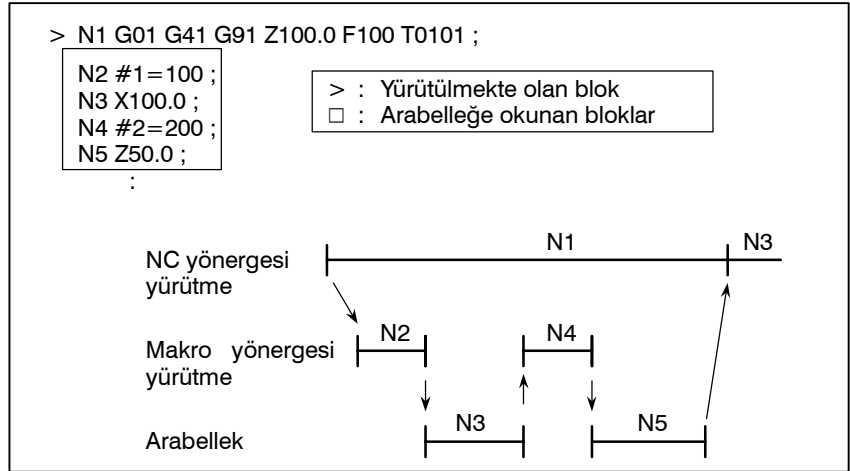 > N1 G01 G41 G91 Z100.0 F100 T0101 ;
N2 #1=100 ;
N3 X100.0 ;
N4 #2=200 ;
N5 Z50.0 ;
:
> : Yürütülmekte olan blok
□ : Arabelleğe okunan bloklar
N1 N3
NC yönergesi
yürütme
N2 N4
Makro yönergesi
yürütme
N3 N5
Arabellek